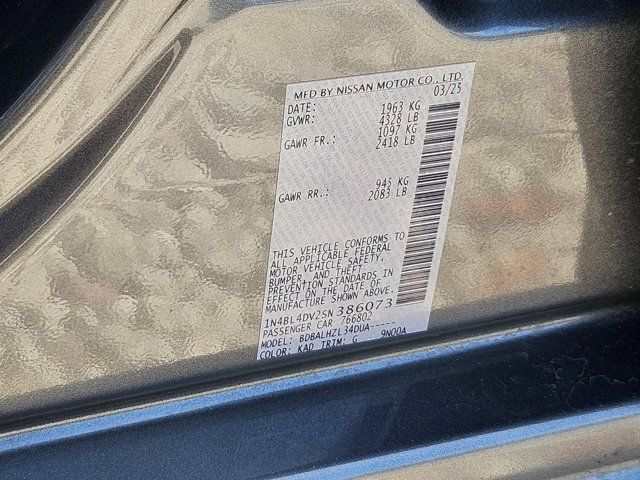 MFD BY NISSAN MOTOR CO., LTD.
DATE: 03/25
GVWR: 1963 KG
4328 LB
GAWR FR.: 1097 KG
2418 LB
GAWR RR.: 945 KG
2083 LB
THIS VEHICLE CONFORMS TO
ALL APPLICABLE FEDERAL
MOTOR VEHICLE SAFETY,
BUMPER, AND THEFT
PREVENTION STANDARDS IN
EFFECT ON THE DATE OF
MANUFACTURE SHOWN ABOVE.
1N4BL4DV2SN386073
PASSENGER CAR 766802
MODEL: BDBALHZL34DUA-----
COLOR: KAD TRIM: G 9N00A